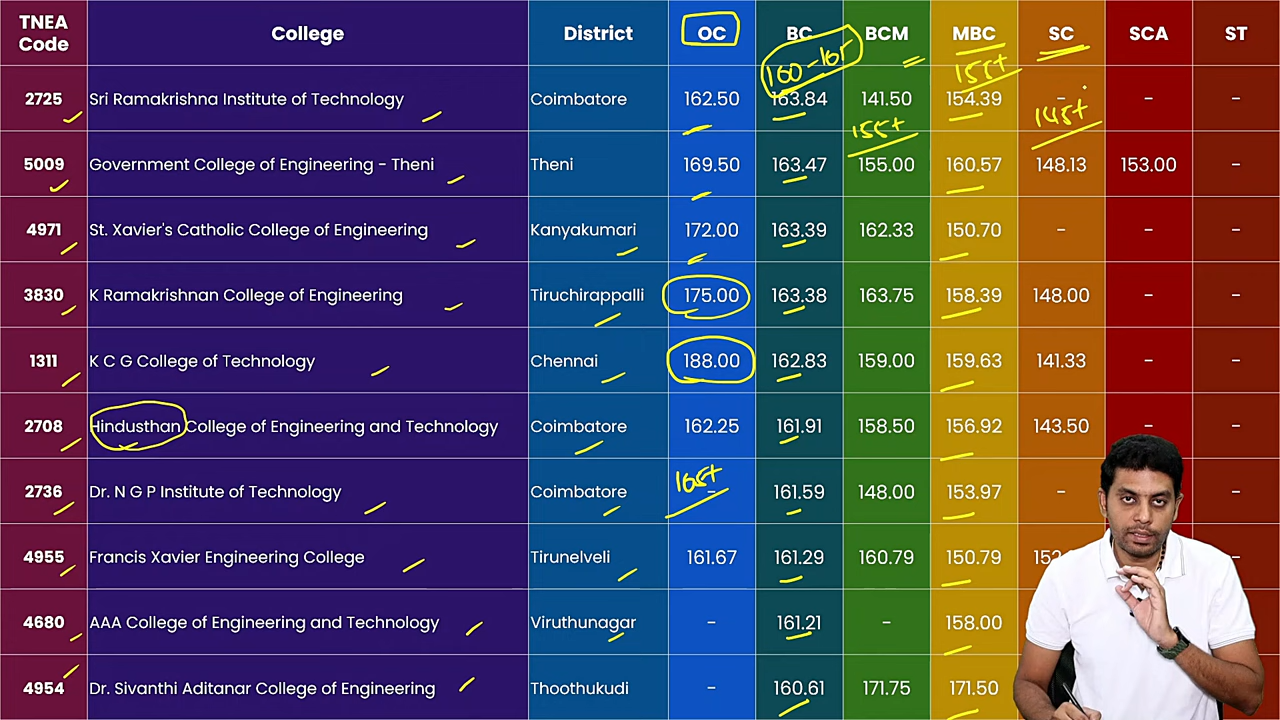 TNEA Code College District OC BC BCM MBC SC SCA ST
160-165
155+
2725 Sri Ramakrishna Institute of Technology Coimbatore 162.50 163.84 141.50 154.39 - - -
155+ 145+
5009 Government College of Engineering - Theni Theni 169.50 163.47 155.00 160.57 148.13 153.00 -
4971 St. Xavier's Catholic College of Engineering Kanyakumari 172.00 163.39 162.33 150.70 - - -
3830 K Ramakrishnan College of Engineering Tiruchirappalli 175.00 163.38 163.75 158.39 148.00 - -
1311 K C G College of Technology Chennai 188.00 162.83 159.00 159.63 141.33 - -
2708 Hindusthan College of Engineering and Technology Coimbatore 162.25 161.91 158.50 156.92 143.50 - -
165+
2736 Dr. N G P Institute of Technology Coimbatore - 161.59 148.00 153.97 - -
4955 Francis Xavier Engineering College Tirunelveli 161.67 161.29 160.79 150.79 -
4680 AAA College of Engineering and Technology Viruthunagar - 161.21 - 158.00 -
4954 Dr. Sivanthi Aditanar College of Engineering Thoothukudi - 160.61 171.75 171.50 -